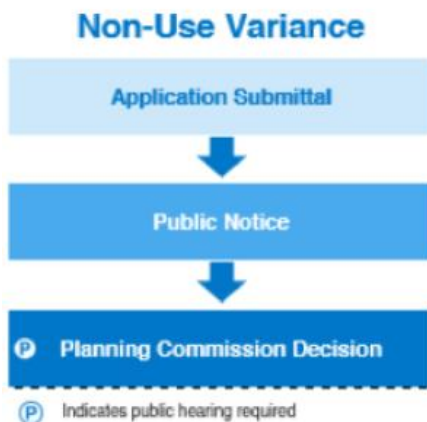 Non-Use Variance
Application Submittal
Public Notice
P Planning Commission Decision
P Indicates public hearing required